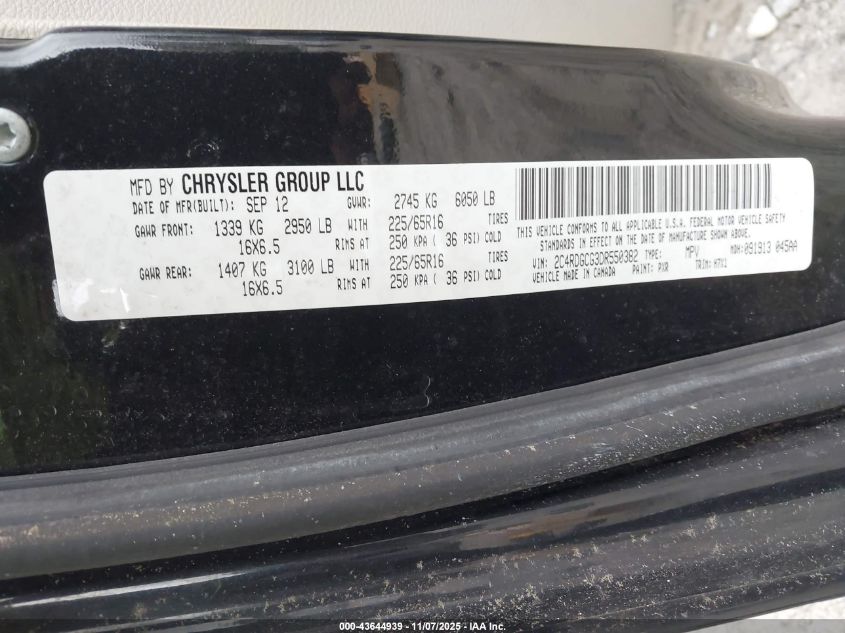 MFD BY CHRYSLER GROUP LLC
DATE OF MFR(BUILT): SEP 12 GVWR: 2745 KG 6050 LB
GAWR FRONT: 1339 KG 2950 LB WITH 225/65R16 TIRES
16X6.5 RIMS AT 250 KPA ( 36 PSI) COLD
GAWR REAR: 1407 KG 3100 LB WITH 225/65R16 TIRES
16X6.5 RIMS AT 250 KPA ( 36 PSI) COLD
THIS VEHICLE CONFORMS TO ALL APPLICABLE U.S.A. FEDERAL MOTOR VEHICLE SAFETY
STANDARDS IN EFFECT ON THE DATE OF MANUFACTURE SHOWN ABOVE.
VIN: 2C4RDGCG3DR550382 TYPE: MPV MDH: 091913 045AA
VEHICLE MADE IN CANADA PAINT: PXR TRIM:
000-43644939 - 11/07/2025 - IAA Inc.